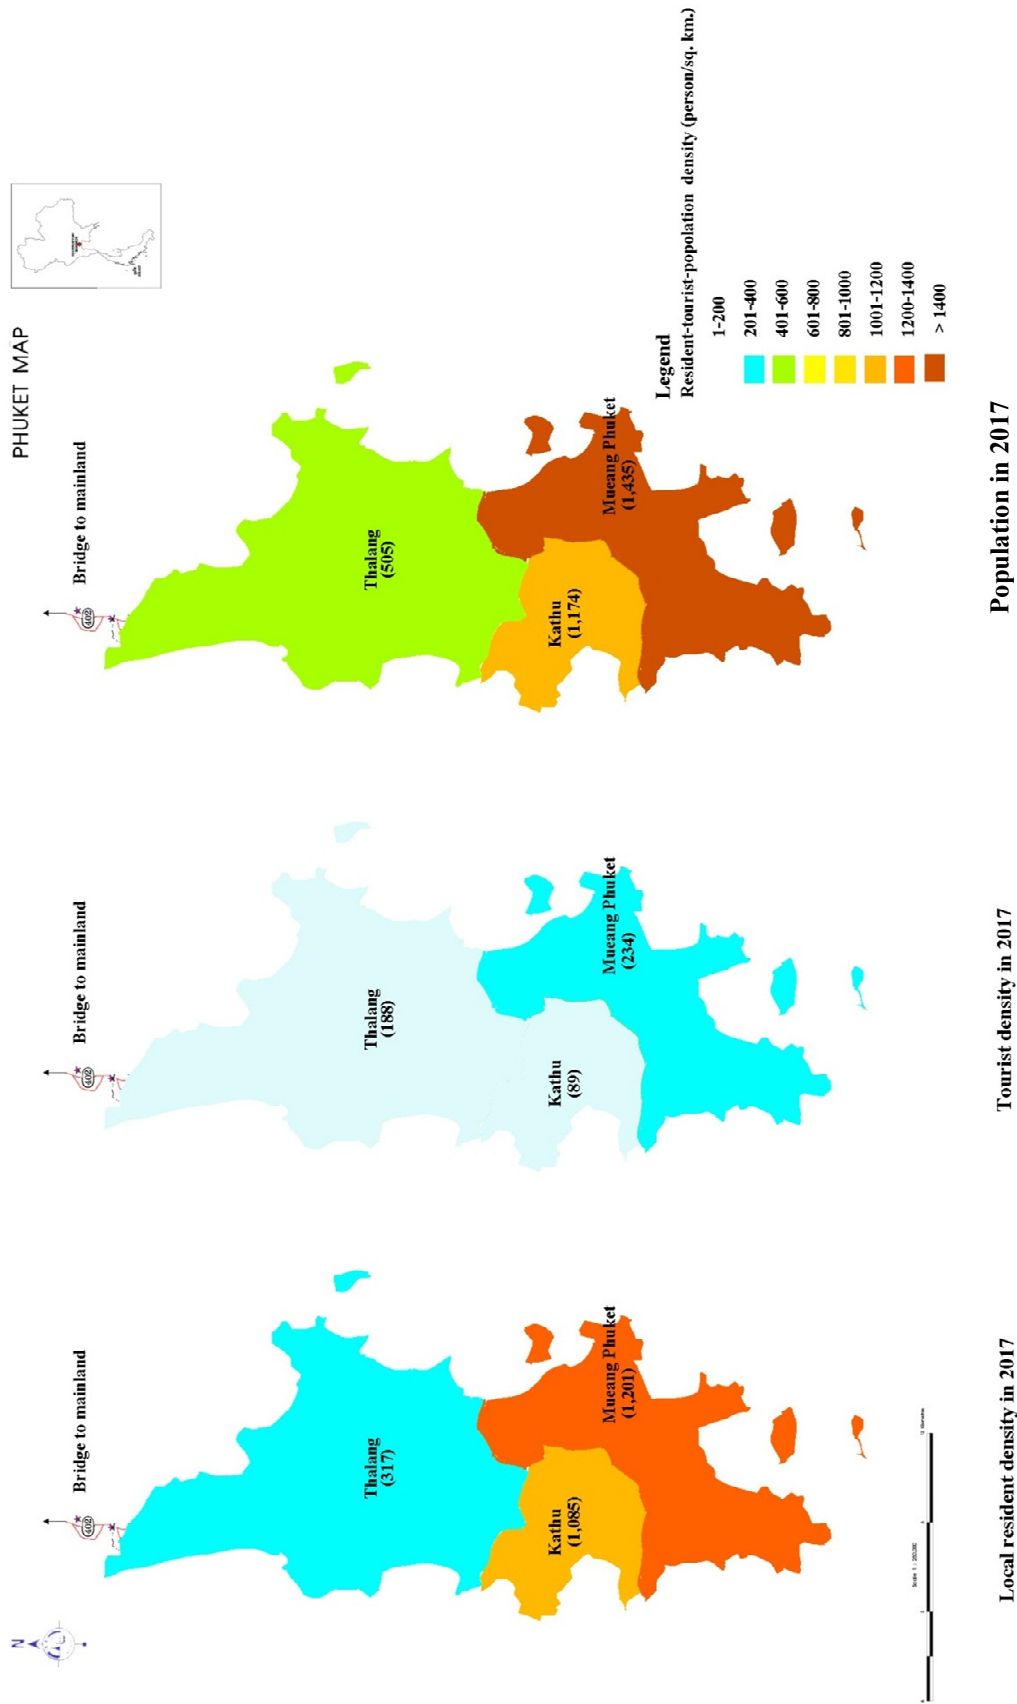 PHUKET MAP
N
Bridge to mainland
402
Thalang
(317)
Kathu
(1,085)
Mueang Phuket
(1,201)
Local resident density in 2017
Bridge to mainland
402
Thalang
(188)
Kathu
(89)
Mueang Phuket
(234)
Tourist density in 2017
Bridge to mainland
402
Thalang
(505)
Kathu
(1,174)
Mueang Phuket
(1,435)
Population in 2017
Legend
Resident-tourist-popolation density (person/sq. km.)
1-200
201-400
401-600
601-800
801-1000
1001-1200
1200-1400
> 1400